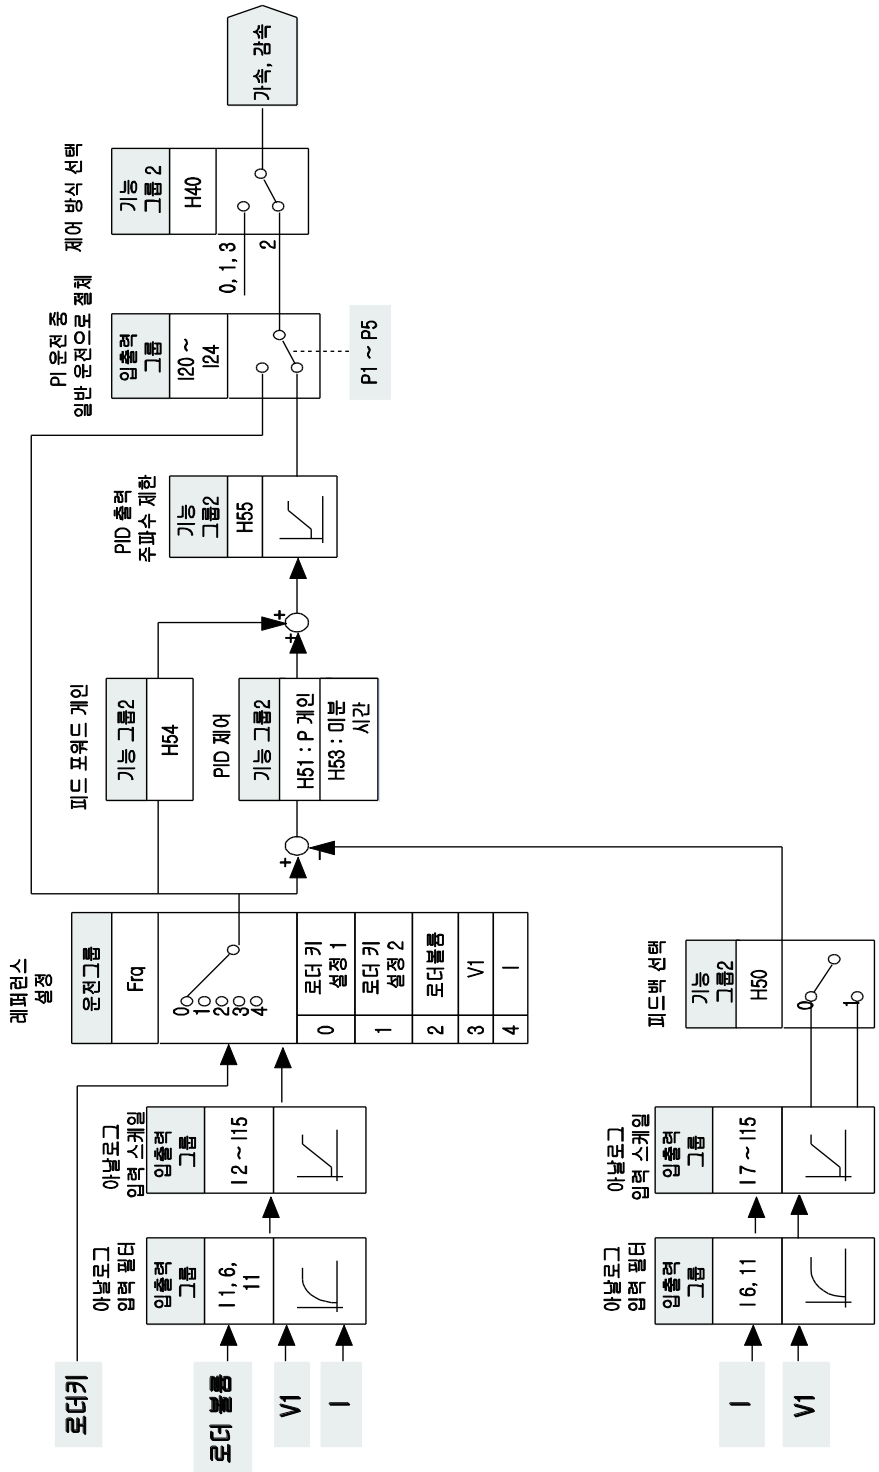 로더키
로더 볼륨
V1
I
아날로그
입력 필터
입출력
그룹
I 1, 6,
11
아날로그
입력 스케일
입출력
그룹
I 2 ~ I15
레퍼런스
설정
운전그룹
Frq
0
1
2
3
4
0
로더 키
설정 1
1
로더 키
설정 2
2
로더볼륨
3
V1
4
I
피드 포워드 게인
기능 그룹2
H54
PID 제어
기능 그룹2
H51 : P 게인
H53 : 미분
시간
+
-
+
+
PID 출력
주파수 제한
기능
그룹2
H55
PI 운전 중
일반 운전으로 절체
입출력
그룹
I20 ~
I24
P1 ~ P5
제어 방식 선택
기능
그룹 2
H40
0, 1, 3
2
가속, 감속
I
V1
아날로그
입력 필터
입출력
그룹
I 6, 11
아날로그
입력 스케일
입출력
그룹
I 7 ~ I15
피드백 선택
기능
그룹2
H50
0
1